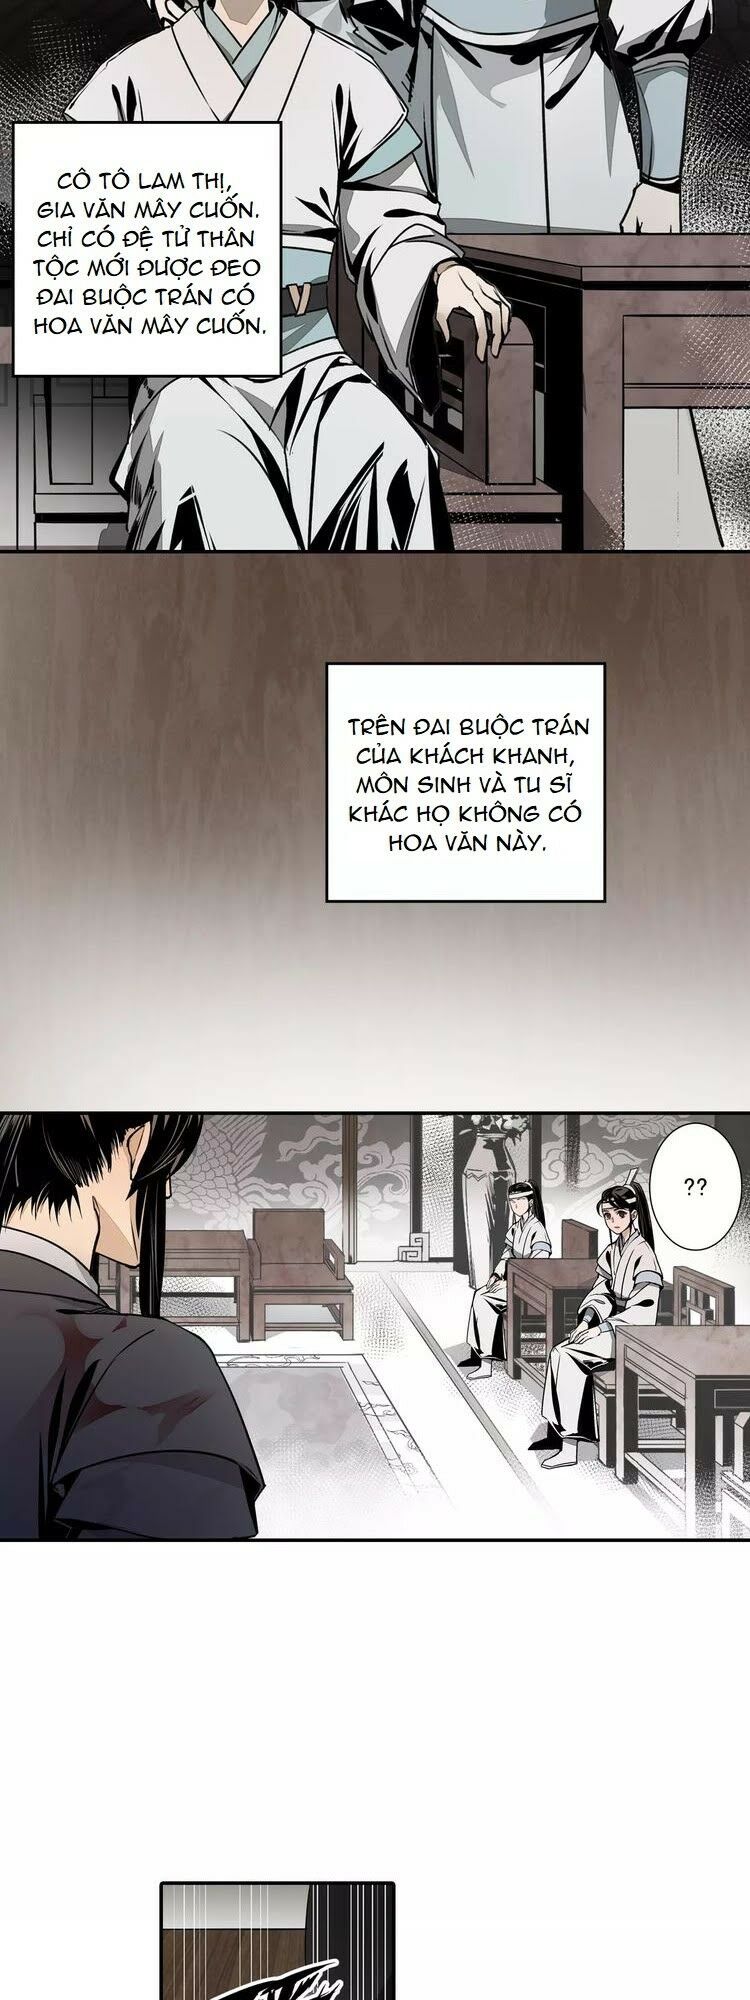 CÔ TÔ LAM THỊ,
GIA VĂN MÂY CUỐN.
CHỈ CÓ ĐỆ TỬ THÂN
TỘC MỚI ĐƯỢC ĐEO
ĐAI BUỘC TRÁN CÓ
HOA VĂN MÂY CUỐN.
TRÊN ĐAI BUỘC TRÁN
CỦA KHÁCH KHANH,
MÔN SINH VÀ TU SĨ
KHÁC HỌ KHÔNG CÓ
HOA VĂN NÀY.
??